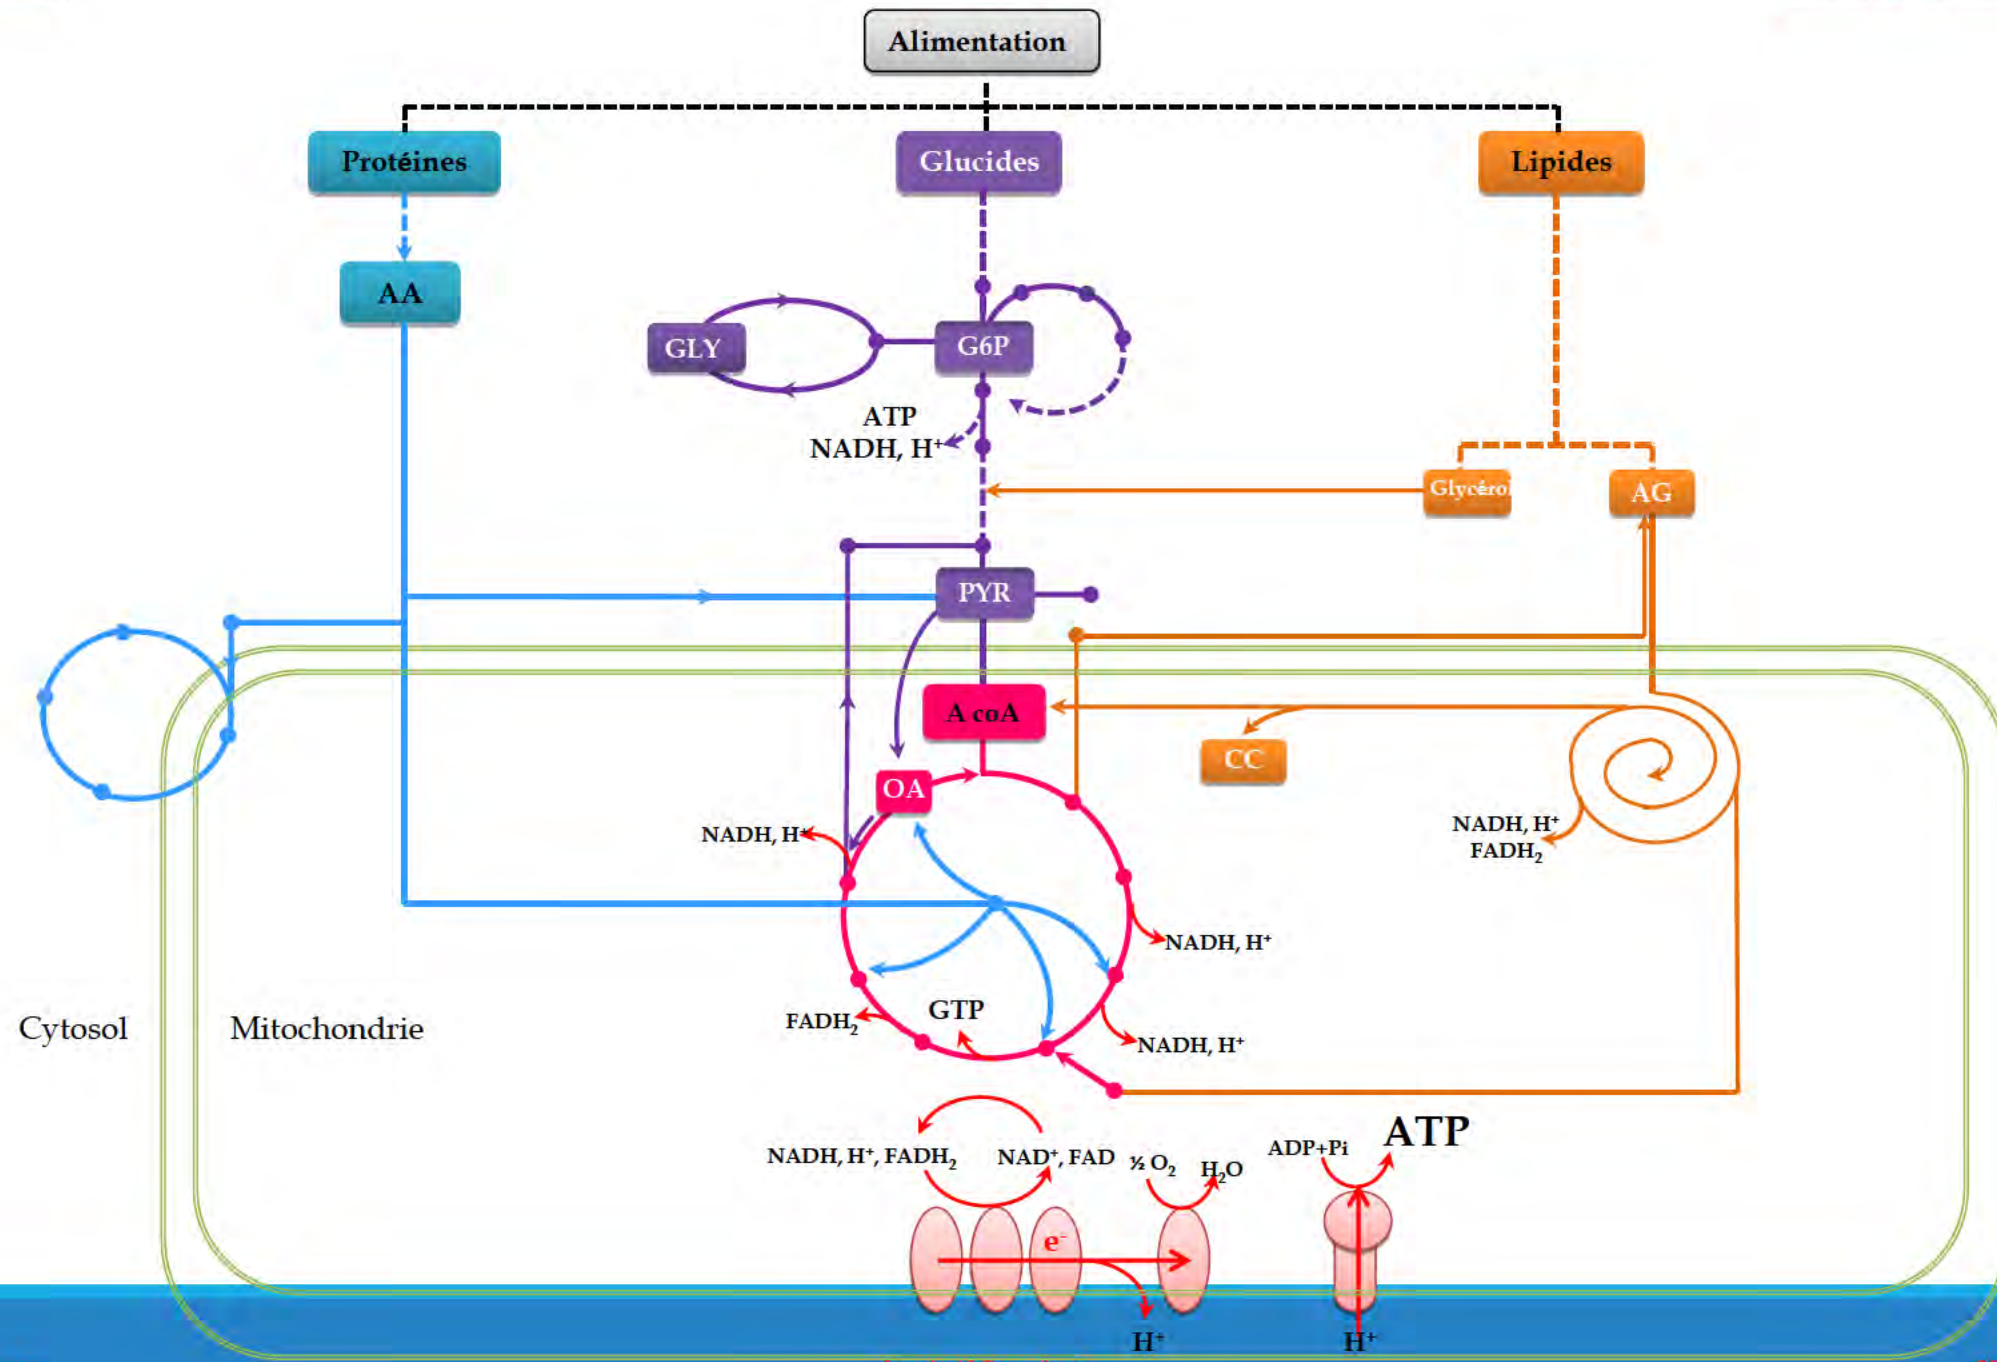 Alimentation
Protéines
Glucides
Lipides
AA
GLY
G6P
ATP
NADH, H⁺
Glycérol
AG
PYR
A coA
CC
OA
NADH, H⁺
NADH, H⁺
FADH₂
NADH, H⁺
GTP
FADH₂
NADH, H⁺
Cytosol
Mitochondrie
NADH, H⁺, FADH₂
NAD⁺, FAD
½ O₂
H₂O
ADP+Pi
ATP
e⁻
H⁺
H⁺